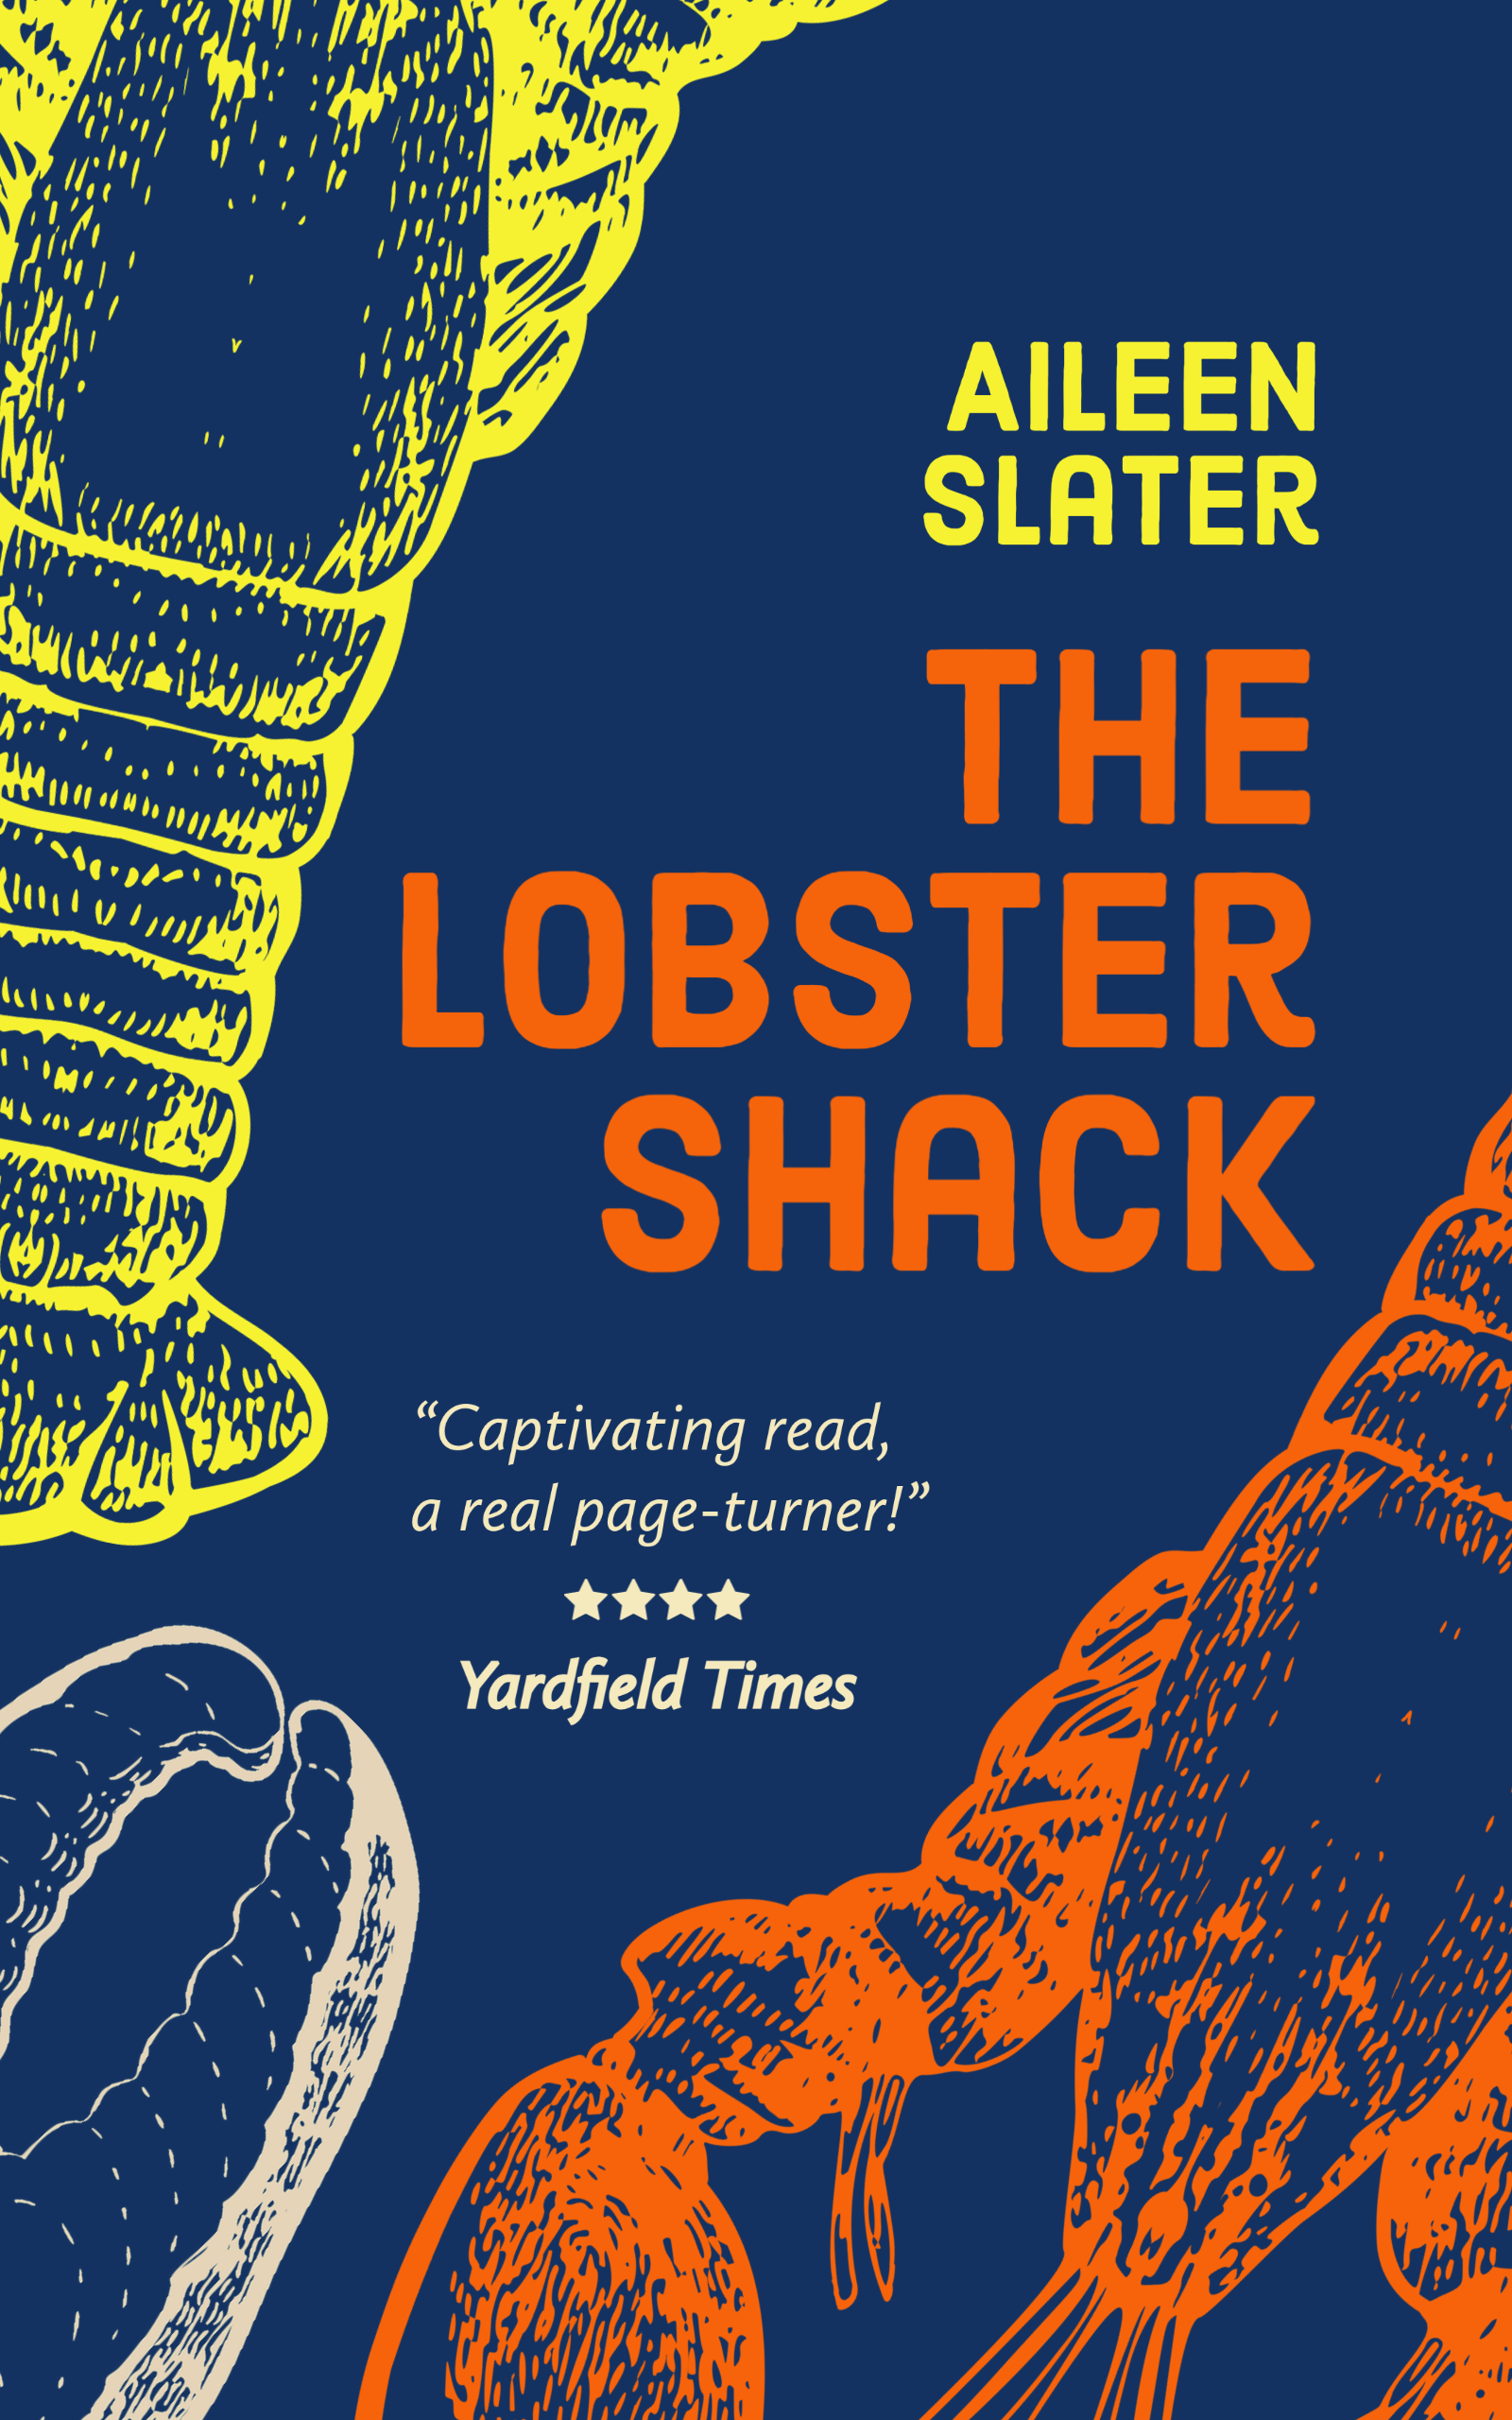 AILEEN
SLATER
THE
LOBSTER
SHACK
“Captivating read,
a real page-turner!”
★★★★
Yardfield Times